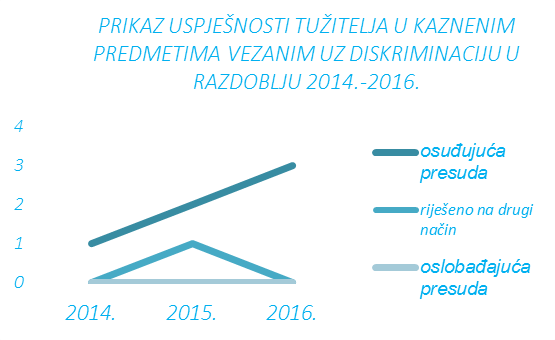 PRIKAZ USPJEŠNOSTI TUŽITELJA U KAZNENIM
PREDMETIMA VEZANIM UZ DISKRIMINACIJU U
RAZDOBLJU 2014.-2016.
4
3
2
1
0
2014. 2015. 2016.
osuđujuća
presuda
riješeno na drugi
način
oslobađajuća
presuda